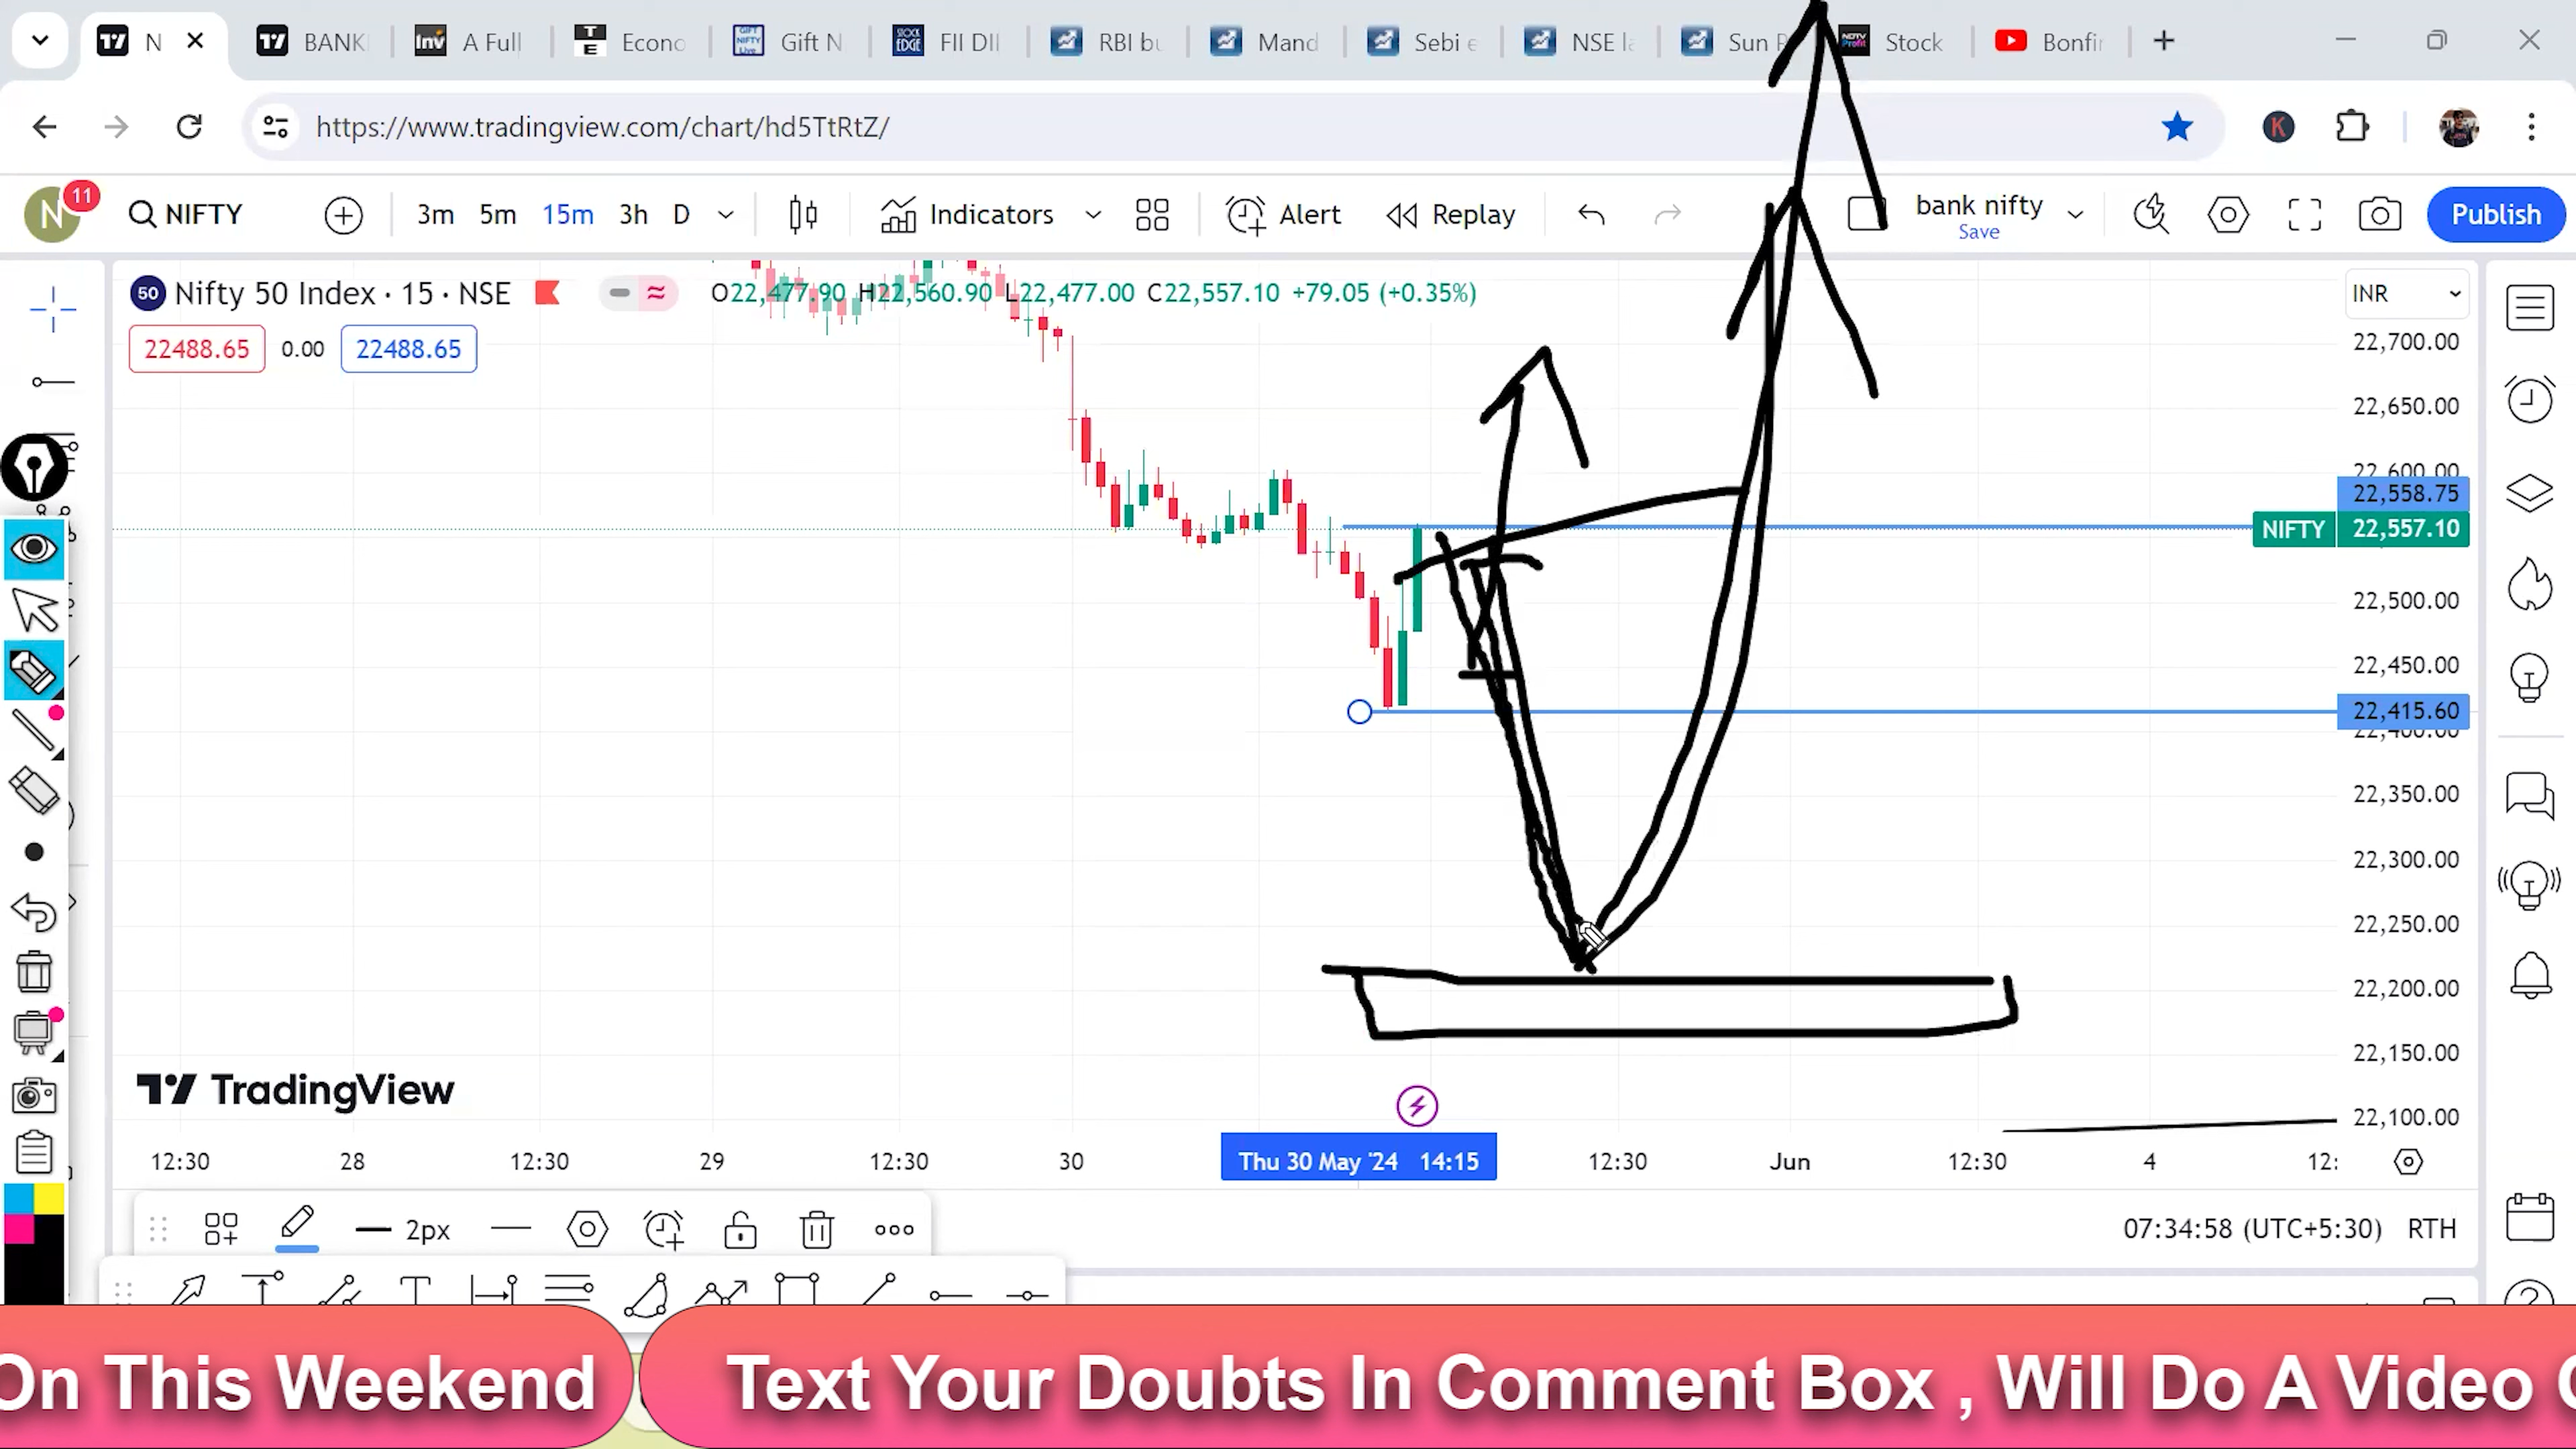 N
BANK
A Full
Econo
Gift N
FII DII
RBI bu
Mand
Sebi e
NSE la
Sun P
Stock
Bonfir
https://www.tradingview.com/chart/hd5TtRtZ/
N 11 NIFTY 3m 5m 15m 3h D Indicators Alert Replay bank nifty Save Publish
50 Nifty 50 Index · 15 · NSE O22,477.90 H22,560.90 L22,477.00 C22,557.10 +79.05 (+0.35%) INR
22488.65 0.00 22488.65
22,700.00
22,650.00
22,600.00
22,558.75
NIFTY 22,557.10
22,500.00
22,450.00
22,415.60
22,400.00
22,350.00
22,300.00
22,250.00
22,200.00
22,150.00
22,100.00
TradingView
12:30 28 12:30 29 12:30 30 Thu 30 May '24 14:15 12:30 Jun 12:30 4 12:
2px 07:34:58 (UTC+5:30) RTH
On This Weekend Text Your Doubts In Comment Box , Will Do A Video